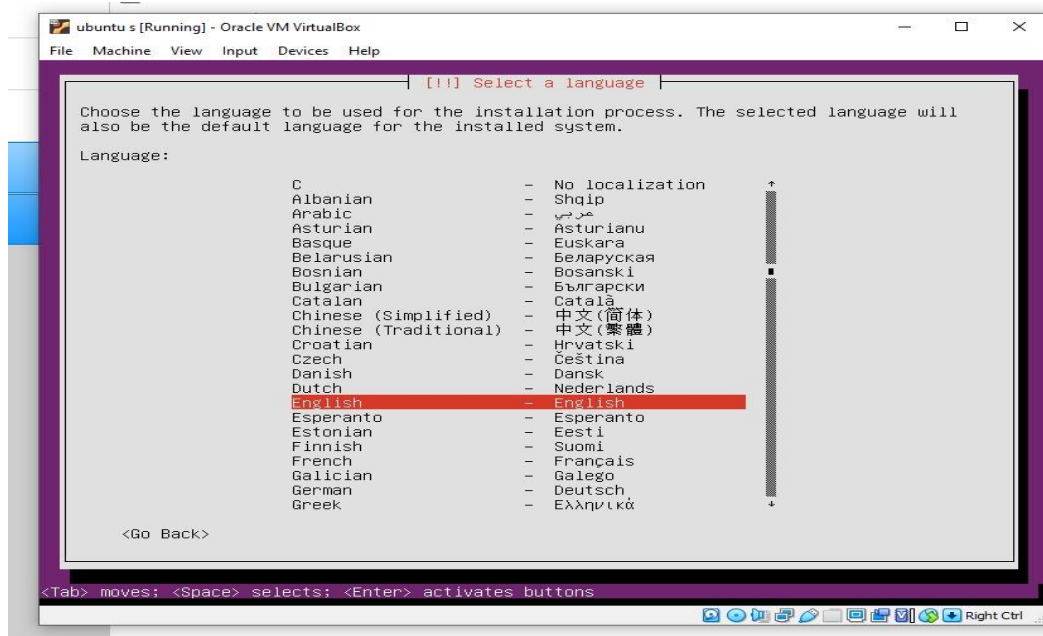 ubuntu s [Running] - Oracle VM VirtualBox
File Machine View Input Devices Help
[!!] Select a language
Choose the language to be used for the installation process. The selected language will
also be the default language for the installed system.
Language:
C - No localization
Albanian - Shqip
Arabic - عربي
Asturian - Asturianu
Basque - Euskara
Belarusian - Беларуская
Bosnian - Bosanski
Bulgarian - Български
Catalan - Català
Chinese (Simplified) - 中文(简体)
Chinese (Traditional) - 中文(繁體)
Croatian - Hrvatski
Czech - Čeština
Danish - Dansk
Dutch - Nederlands
English - English
Esperanto - Esperanto
Estonian - Eesti
Finnish - Suomi
French - Français
Galician - Galego
German - Deutsch
Greek - Ελληνικά
<Go Back>
<Tab> moves; <Space> selects; <Enter> activates buttons
Right Ctrl